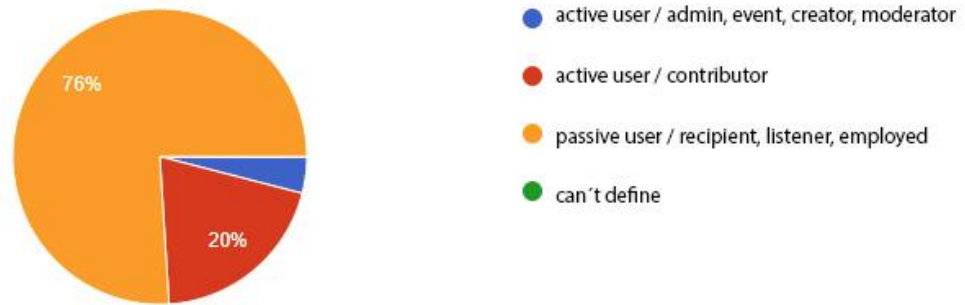 76%
20%
active user / admin, event, creator, moderator
active user / contributor
passive user / recipient, listener, employed
can´t define